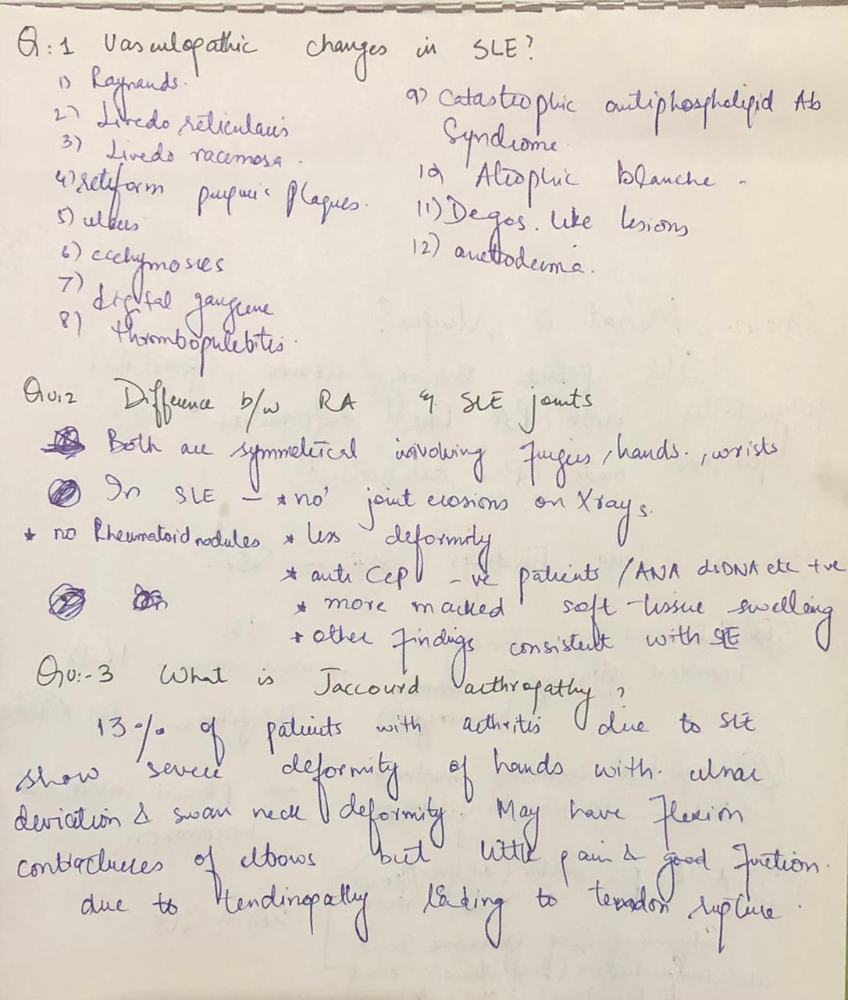 Q:1 Vasculopathic changes in SLE?
1) Raynauds.
2) Livedo reticularis
3) Livedo racemosa.
4) retiform purpuric plaques.
5) ulcers
6) ecchymosies
7) digital gangrene
8) thrombophlebitis.
9) Catastrophic antiphospholipid Ab
Syndrome.
10) Atrophic blanche -
11) Degos. like lesions
12) anettoderma.
Qu:2 Difference b/w RA & SLE joints
Both are symmetrical involving fingers, hands., wrists
In SLE - * no joint erosions on Xrays.
* no Rheumatoid nodules * less deformity
* anti CCP -ve patients /ANA dsDNA etc +ve
* more marked soft-tissue swelling
* other findings consistent with SLE
Qu:-3 What is Jaccourd arthropathy?
13% of patients with arthritis due to SLE
show severe deformity of hands with. ulnar
deviation & swan neck deformity. May have flexion
contractures of elbows but little pain & good function.
due to tendinopathy leading to tendon rupture.